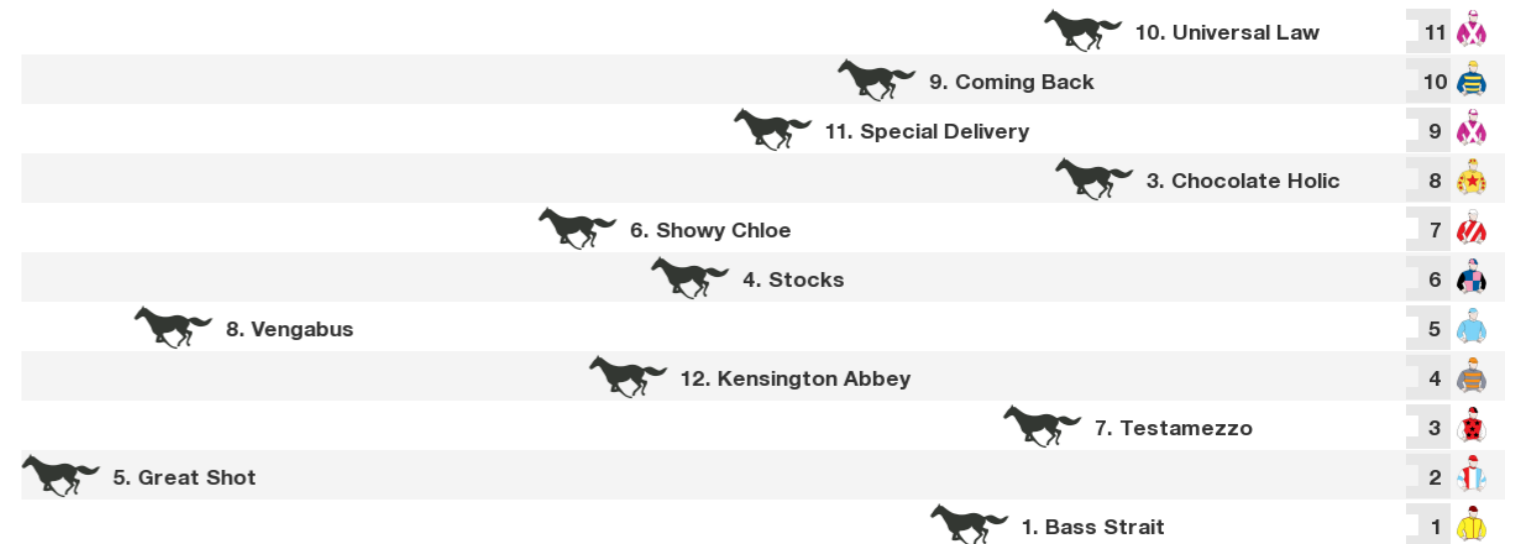 10. Universal Law 11
9. Coming Back 10
11. Special Delivery 9
3. Chocolate Holic 8
6. Showy Chloe 7
4. Stocks 6
8. Vengabus 5
12. Kensington Abbey 4
7. Testamezzo 3
5. Great Shot 2
1. Bass Strait 1